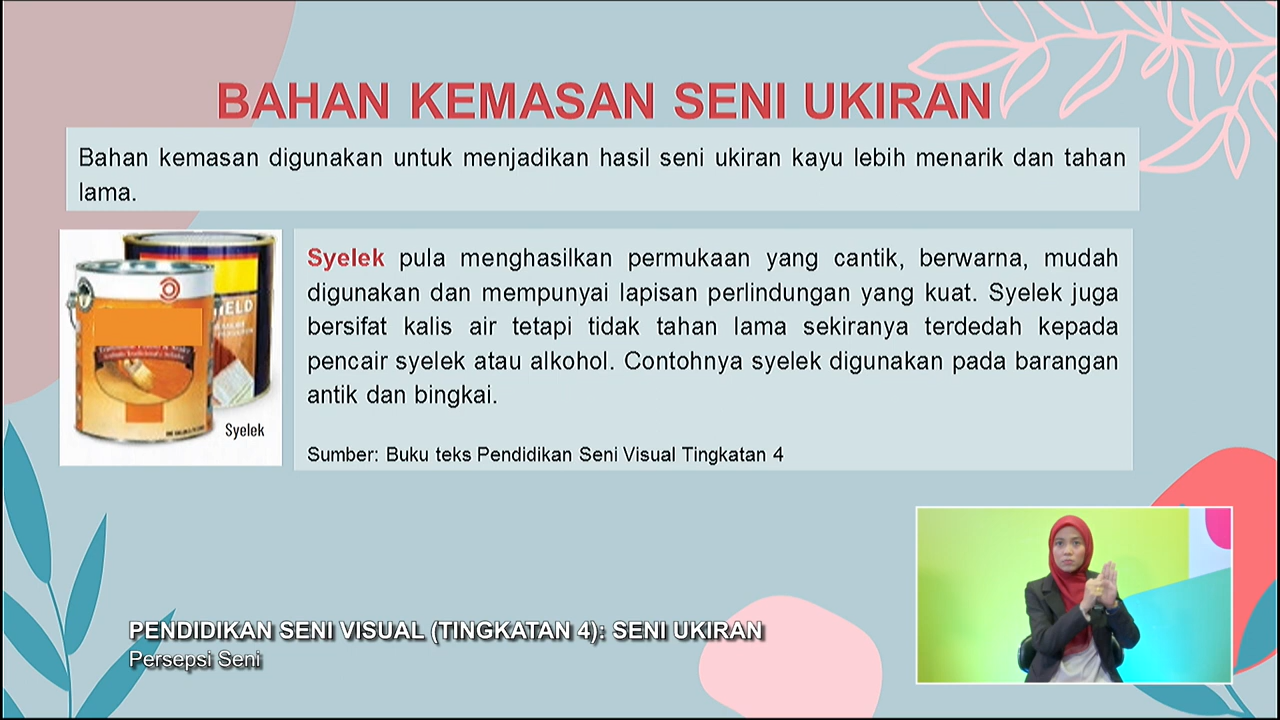 BAHAN KEMASAN SENI UKIRAN
Bahan kemasan digunakan untuk menjadikan hasil seni ukiran kayu lebih menarik dan tahan
lama.
IELD
Syelek
Syelek pula menghasilkan permukaan yang cantik, berwarna, mudah
digunakan dan mempunyai lapisan perlindungan yang kuat. Syelek juga
bersifat kalis air tetapi tidak tahan lama sekiranya terdedah kepada
pencair syelek atau alkohol. Contohnya syelek digunakan pada barangan
antik dan bingkai.
Sumber: Buku teks Pendidikan Seni Visual Tingkatan 4
PENDIDIKAN SENI VISUAL (TINGKATAN 4): SENI UKIRAN
Persepsi Seni